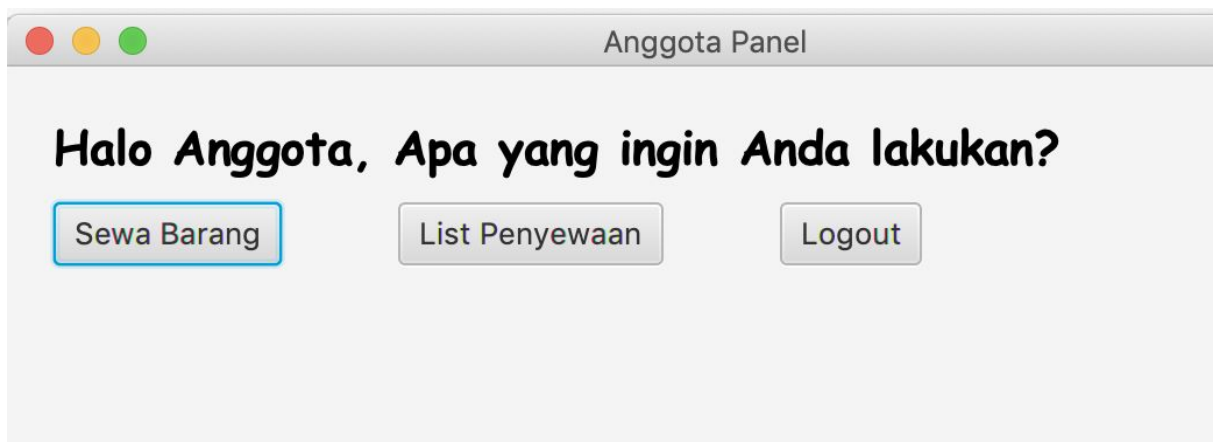 Anggota Panel
Halo Anggota, Apa yang ingin Anda lakukan?
Sewa Barang List Penyewaan Logout